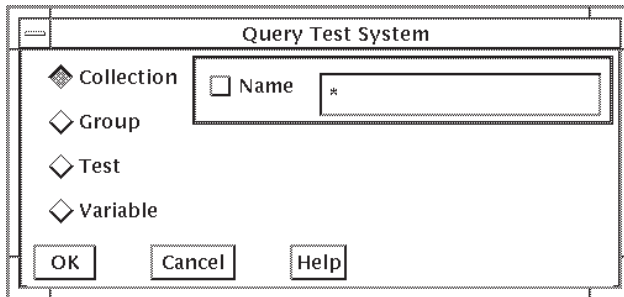 Query Test System
Collection
Name
*
Group
Test
Variable
OK Cancel Help